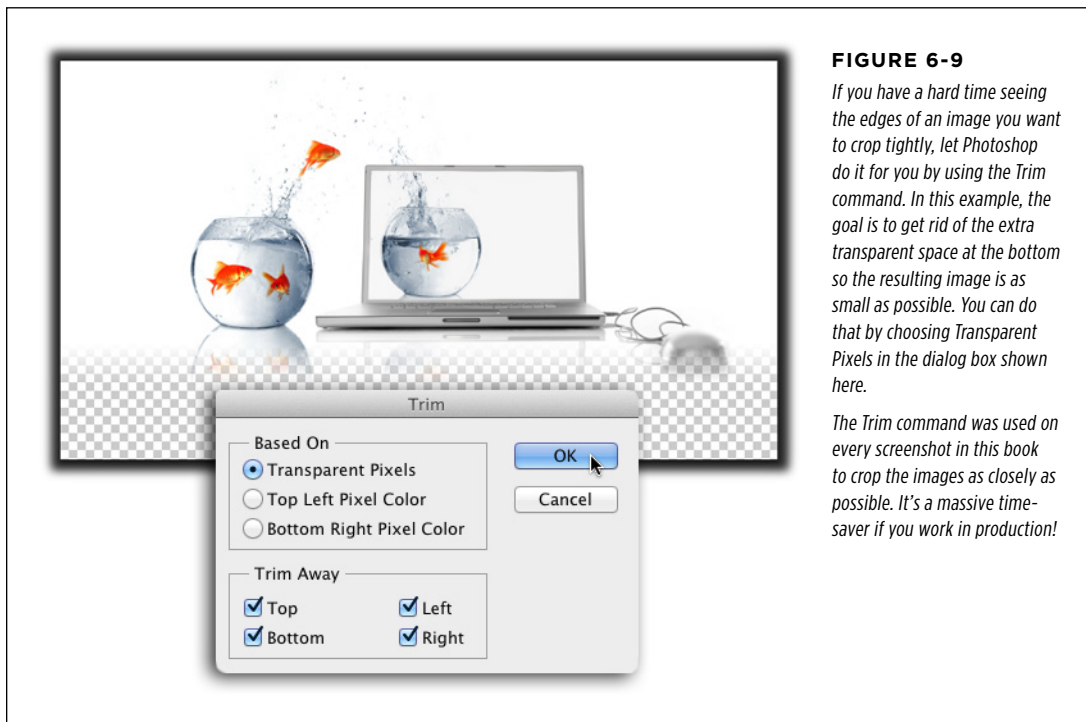 FIGURE 6-9
If you have a hard time seeing
the edges of an image you want
to crop tightly, let Photoshop
do it for you by using the Trim
command. In this example, the
goal is to get rid of the extra
transparent space at the bottom
so the resulting image is as
small as possible. You can do
that by choosing Transparent
Pixels in the dialog box shown
here.
The Trim command was used on
every screenshot in this book
to crop the images as closely as
possible. It's a massive time-
saver if you work in production!
Trim
Based On
Transparent Pixels
Top Left Pixel Color
Bottom Right Pixel Color
OK
Cancel
Trim Away
Top
Left
Bottom
Right